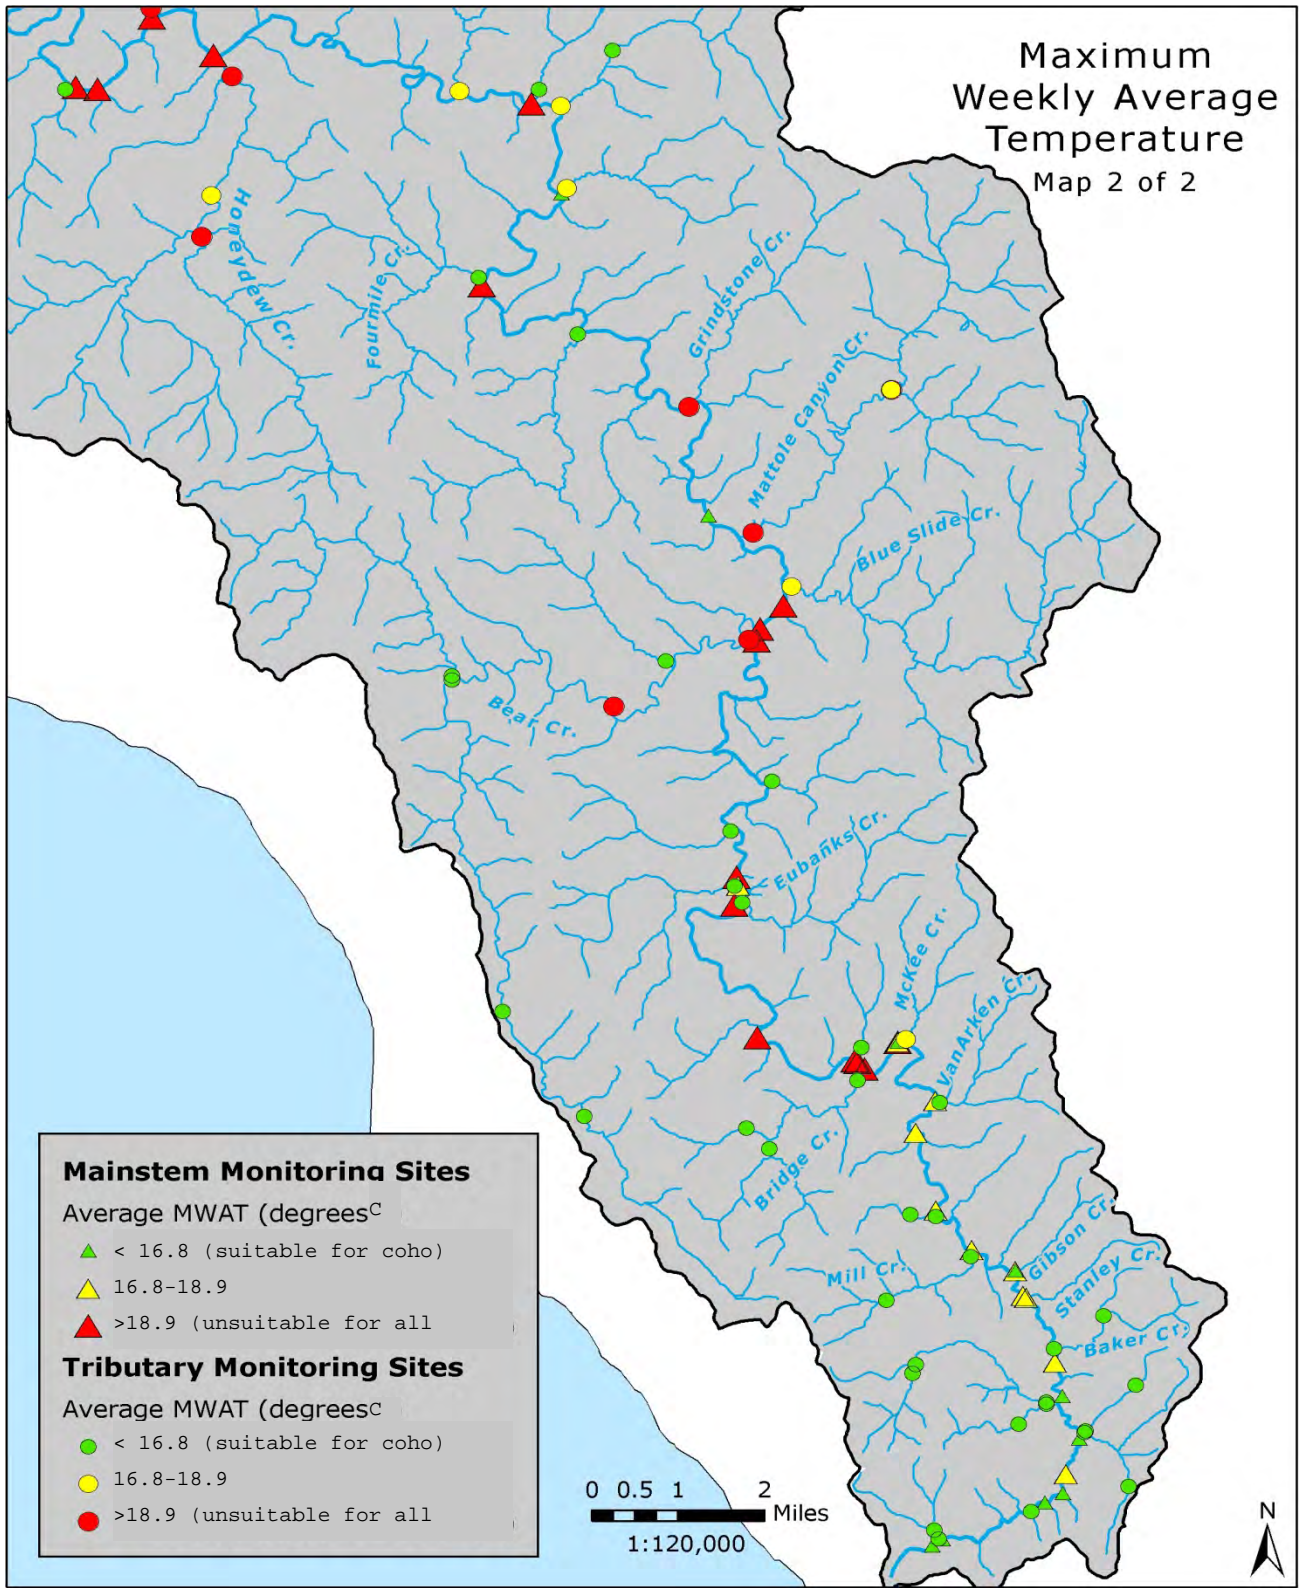 Maximum
Weekly Average
Temperature
Map 2 of 2
Honeydew Cr.
Fourmile Cr.
Grindstone Cr.
Mattole Canyon Cr.
Blue Slide Cr.
Bear Cr.
Eubanks Cr.
McKee Cr.
VanArken Cr.
Bridge Cr.
Gibson Cr.
Stanley Cr.
Mill Cr.
Baker Cr.
Mainstem Monitoring Sites
Average MWAT (degreesC
< 16.8 (suitable for coho)
16.8-18.9
>18.9 (unsuitable for all
Tributary Monitoring Sites
Average MWAT (degreesC
< 16.8 (suitable for coho)
16.8-18.9
>18.9 (unsuitable for all
0 0.5 1 2
Miles
1:120,000
N